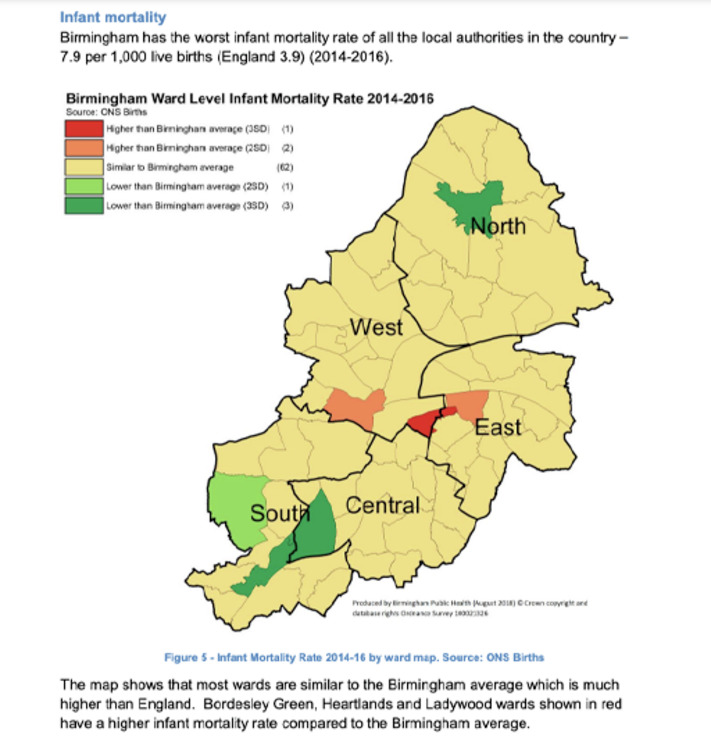 Infant mortality
Birmingham has the worst infant mortality rate of all the local authorities in the country –
7.9 per 1,000 live births (England 3.9) (2014-2016).
Birmingham Ward Level Infant Mortality Rate 2014-2016
Source: ONS Births
Higher than Birmingham average (3SD) (1)
Higher than Birmingham average (2SD) (2)
Similar to Birmingham average (62)
Lower than Birmingham average (2SD) (1)
Lower than Birmingham average (3SD) (3)
North
West
East
South
Central
Produced by Birmingham Public Health (August 2018) © Crown copyright and
database rights Ordnance Survey 100021326
Figure 5 - Infant Mortality Rate 2014-16 by ward map. Source: ONS Births
The map shows that most wards are similar to the Birmingham average which is much
higher than England. Bordesley Green, Heartlands and Ladywood wards shown in red
have a higher infant mortality rate compared to the Birmingham average.